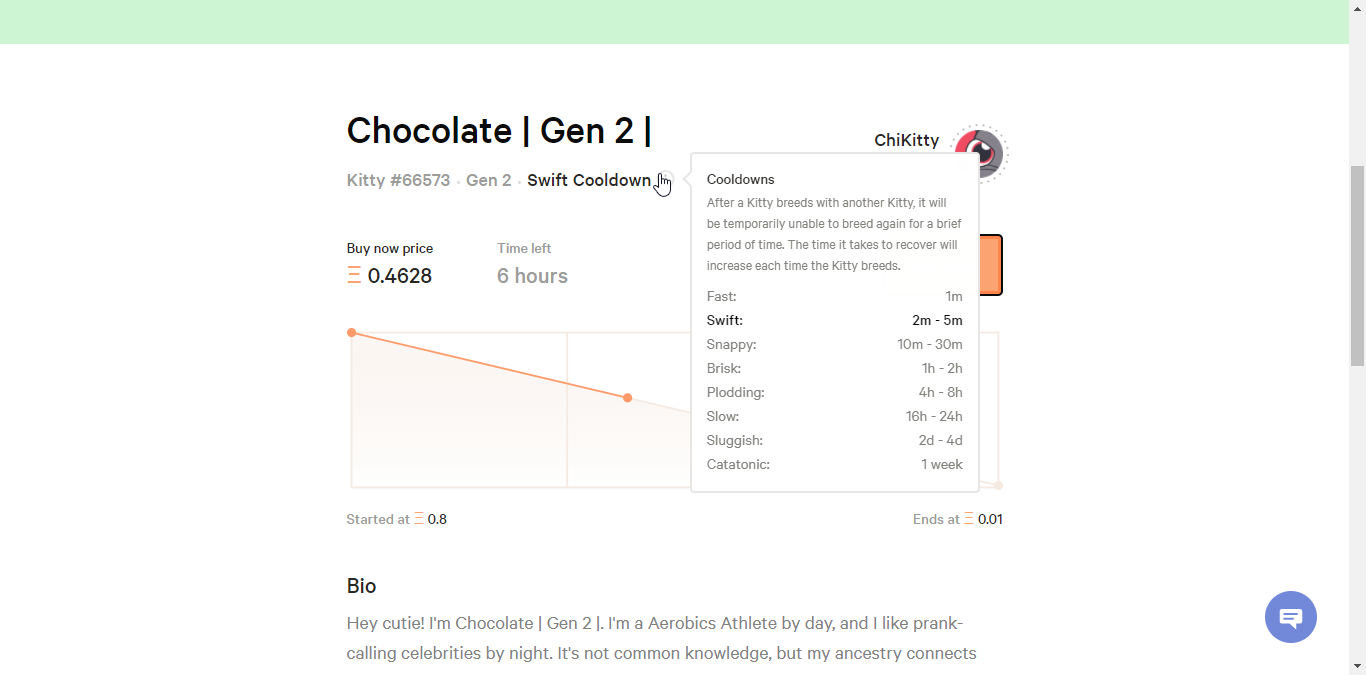 Chocolate | Gen 2 |
ChiKitty
Kitty #66573 · Gen 2 · Swift Cooldown
Cooldowns
After a Kitty breeds with another Kitty, it will
be temporarily unable to breed again for a brief
period of time. The time it takes to recover will
increase each time the Kitty breeds.
Fast: 1m
Swift: 2m - 5m
Snappy: 10m - 30m
Brisk: 1h - 2h
Plodding: 4h - 8h
Slow: 16h - 24h
Sluggish: 2d - 4d
Catatonic: 1 week
Buy now price
Ξ 0.4628
Time left
6 hours
Started at Ξ 0.8
Ends at Ξ 0.01
Bio
Hey cutie! I'm Chocolate | Gen 2 |. I'm a Aerobics Athlete by day, and I like prank-
calling celebrities by night. It's not common knowledge, but my ancestry connects